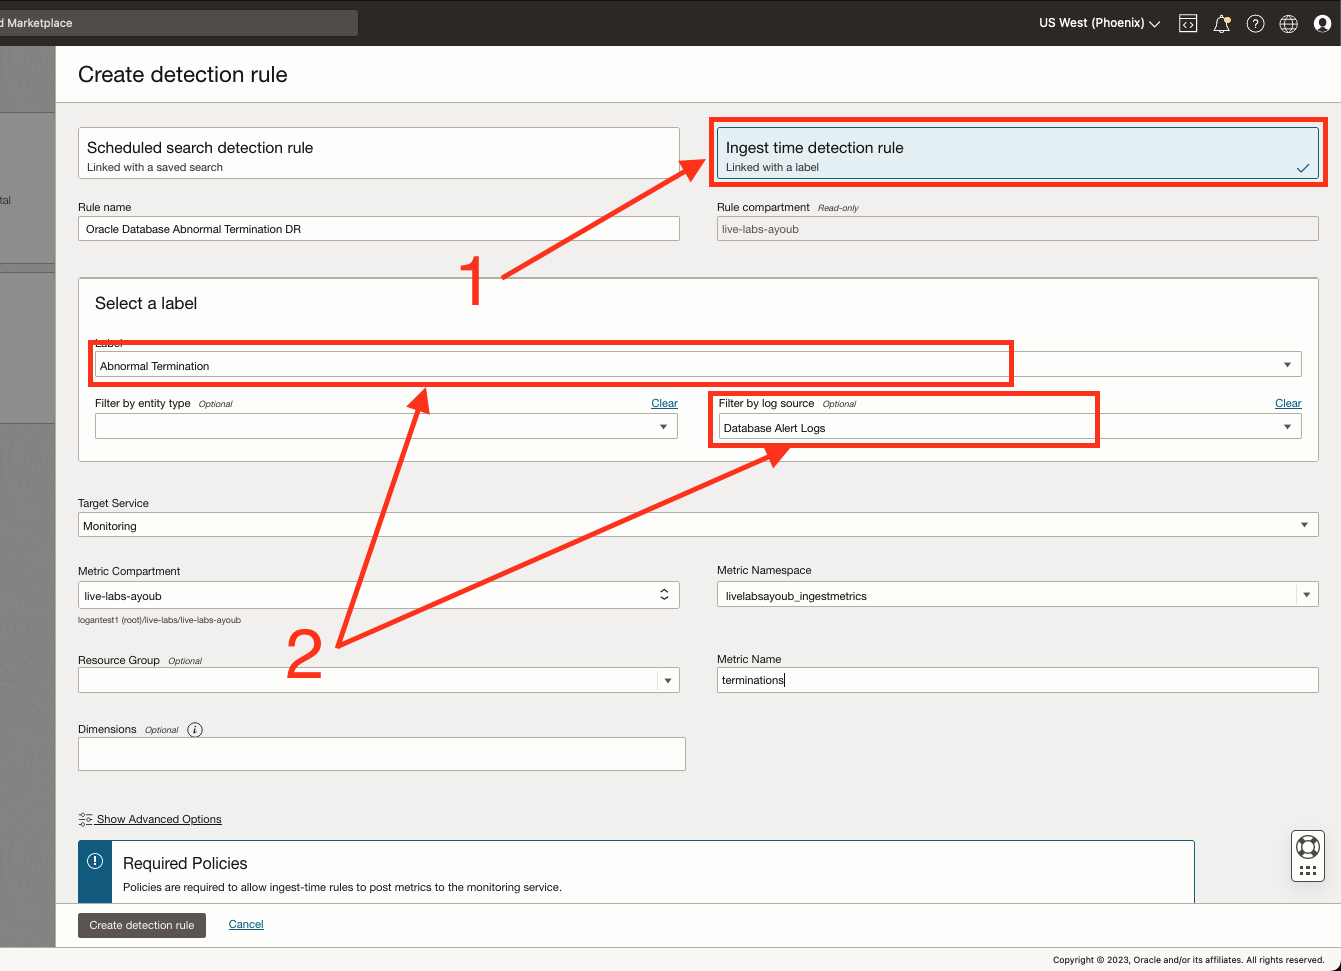 d Marketplace
US West (Phoenix)
Create detection rule
tal
Scheduled search detection rule
Linked with a saved search
Ingest time detection rule
Linked with a label
Rule name
Oracle Database Abnormal Termination DR
Rule compartment Read-only
live-labs-ayoub
1
Select a label
Label
Abnormal Termination
Filter by entity type Optional Clear
Filter by log source Optional Clear
Database Alert Logs
Target Service
Monitoring
Metric Compartment
live-labs-ayoub
logantest1 (root)/live-labs/live-labs-ayoub
Metric Namespace
livelabsayoub_ingestmetrics
2
Resource Group Optional
Metric Name
terminations
Dimensions Optional
Show Advanced Options
Required Policies
Policies are required to allow ingest-time rules to post metrics to the monitoring service.
Create detection rule Cancel
Copyright © 2023, Oracle and/or its affiliates. All rights reserved.